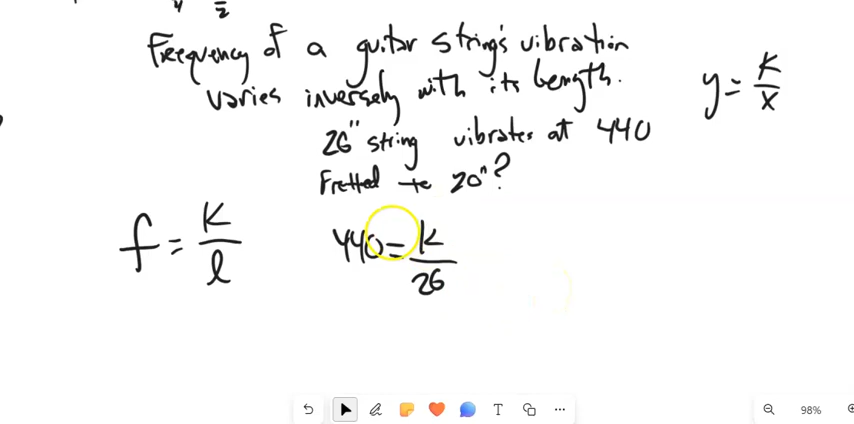 Frequency of a guitar string's vibration
varies inversely with its length.
y = K/x
26" string vibrates at 440
Fretted to 20"?
f = K/l
440 = K/26
T
98%